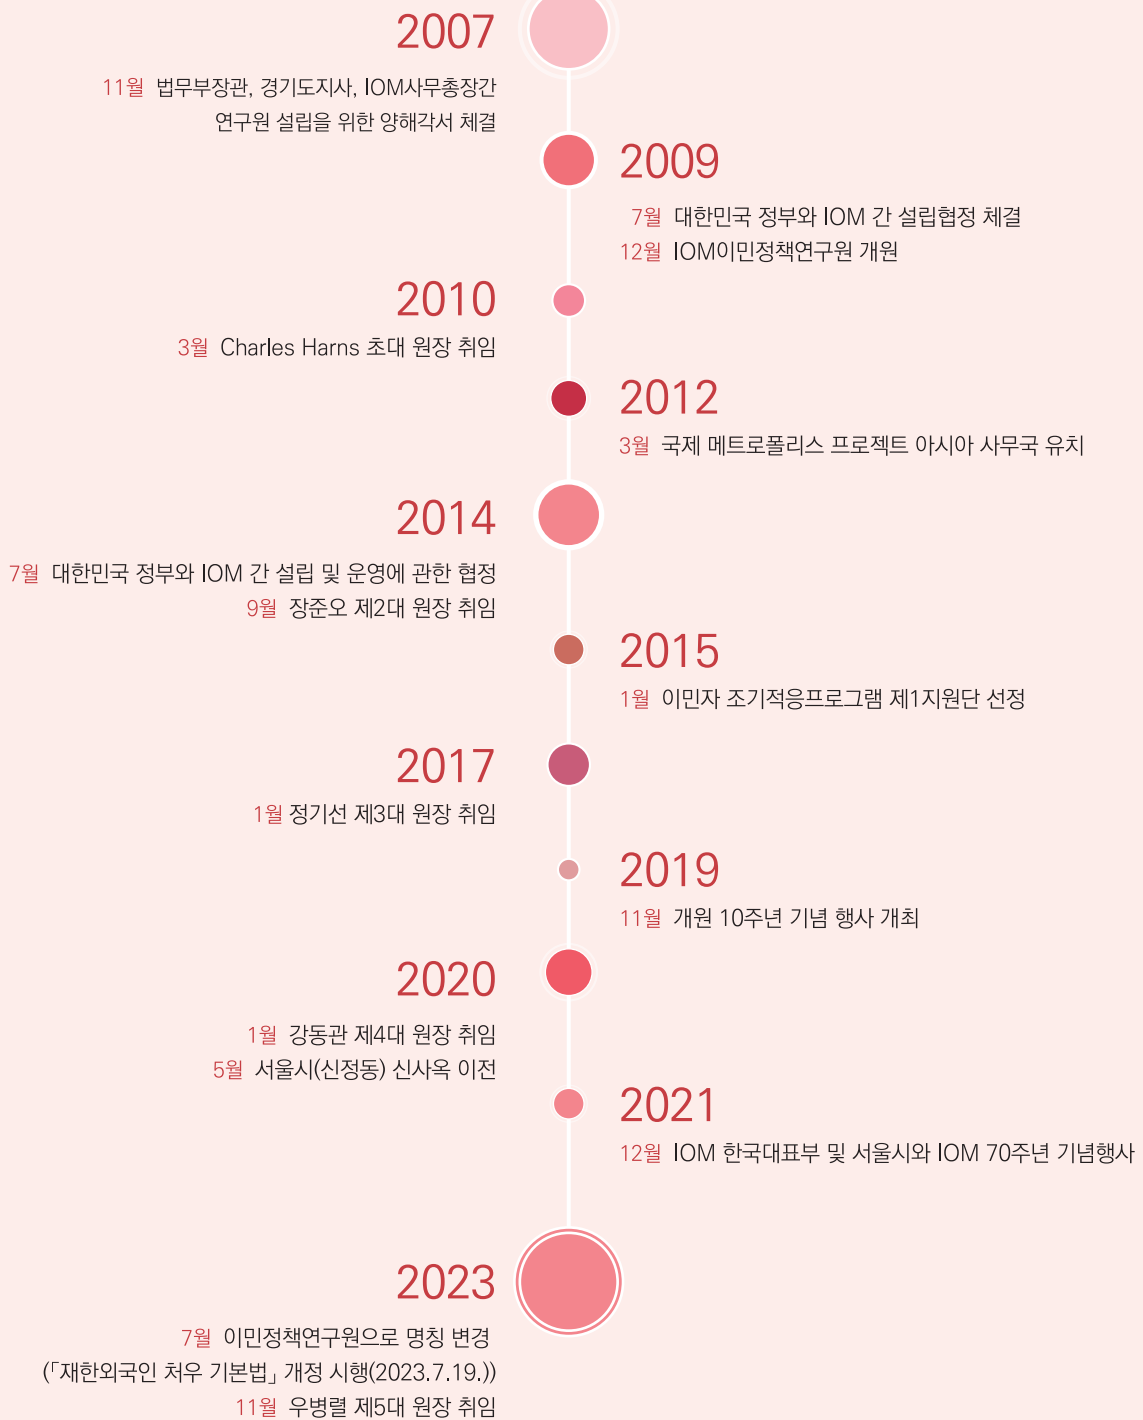 2007
11월 법무부장관, 경기도지사, IOM사무총장간
연구원 설립을 위한 양해각서 체결
2009
7월 대한민국 정부와 IOM 간 설립협정 체결
12월 IOM이민정책연구원 개원
2010
3월 Charles Harns 초대 원장 취임
2012
3월 국제 메트로폴리스 프로젝트 아시아 사무국 유치
2014
7월 대한민국 정부와 IOM 간 설립 및 운영에 관한 협정
9월 장준오 제2대 원장 취임
2015
1월 이민자 조기적응프로그램 제1지원단 선정
2017
1월 정기선 제3대 원장 취임
2019
11월 개원 10주년 기념 행사 개최
2020
1월 강동관 제4대 원장 취임
5월 서울시(신정동) 신사옥 이전
2021
12월 IOM 한국대표부 및 서울시와 IOM 70주년 기념행사
2023
7월 이민정책연구원으로 명칭 변경
(「재한외국인 처우 기본법」 개정 시행(2023.7.19.))
11월 우병렬 제5대 원장 취임